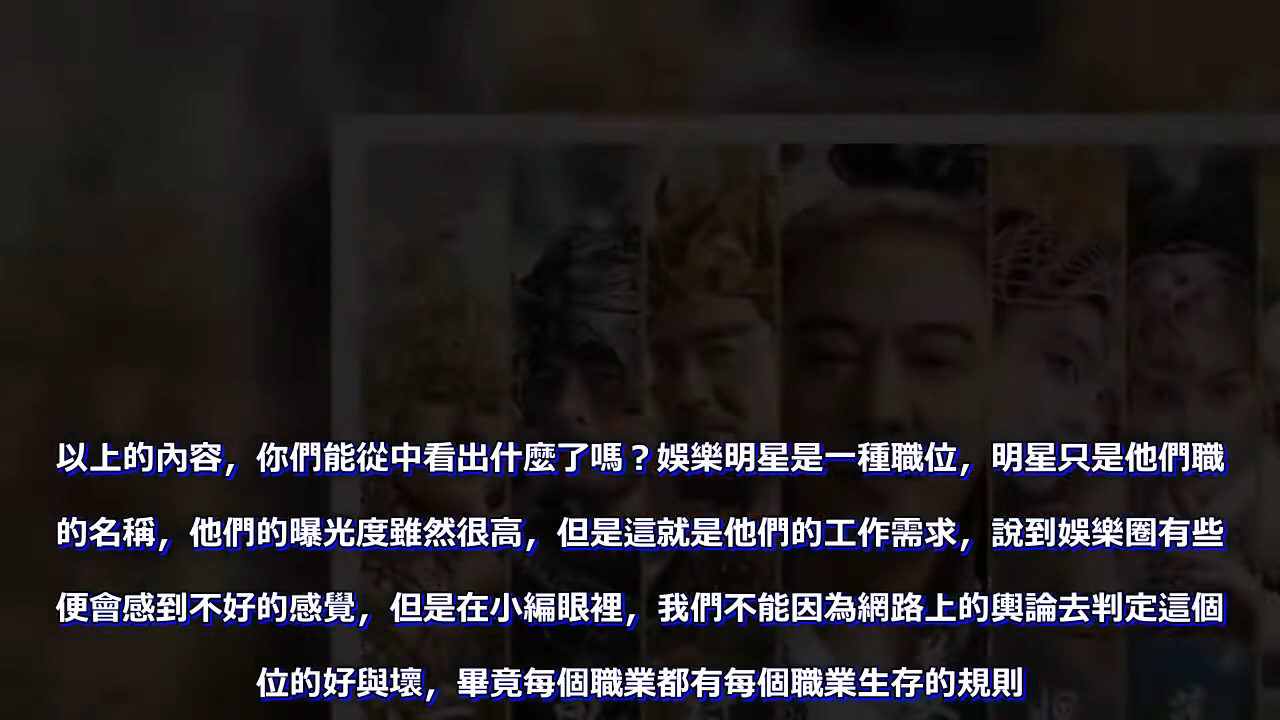 以上的內容，你們能從中看出什麼了嗎？娛樂明星是一種職位，明星只是他們職
的名稱，他們的曝光度雖然很高，但是這就是他們的工作需求，說到娛樂圈有些
便會感到不好的感覺，但是在小編眼裡，我們不能因為網路上的輿論去判定這個
位的好與壞，畢竟每個職業都有每個職業生存的規則